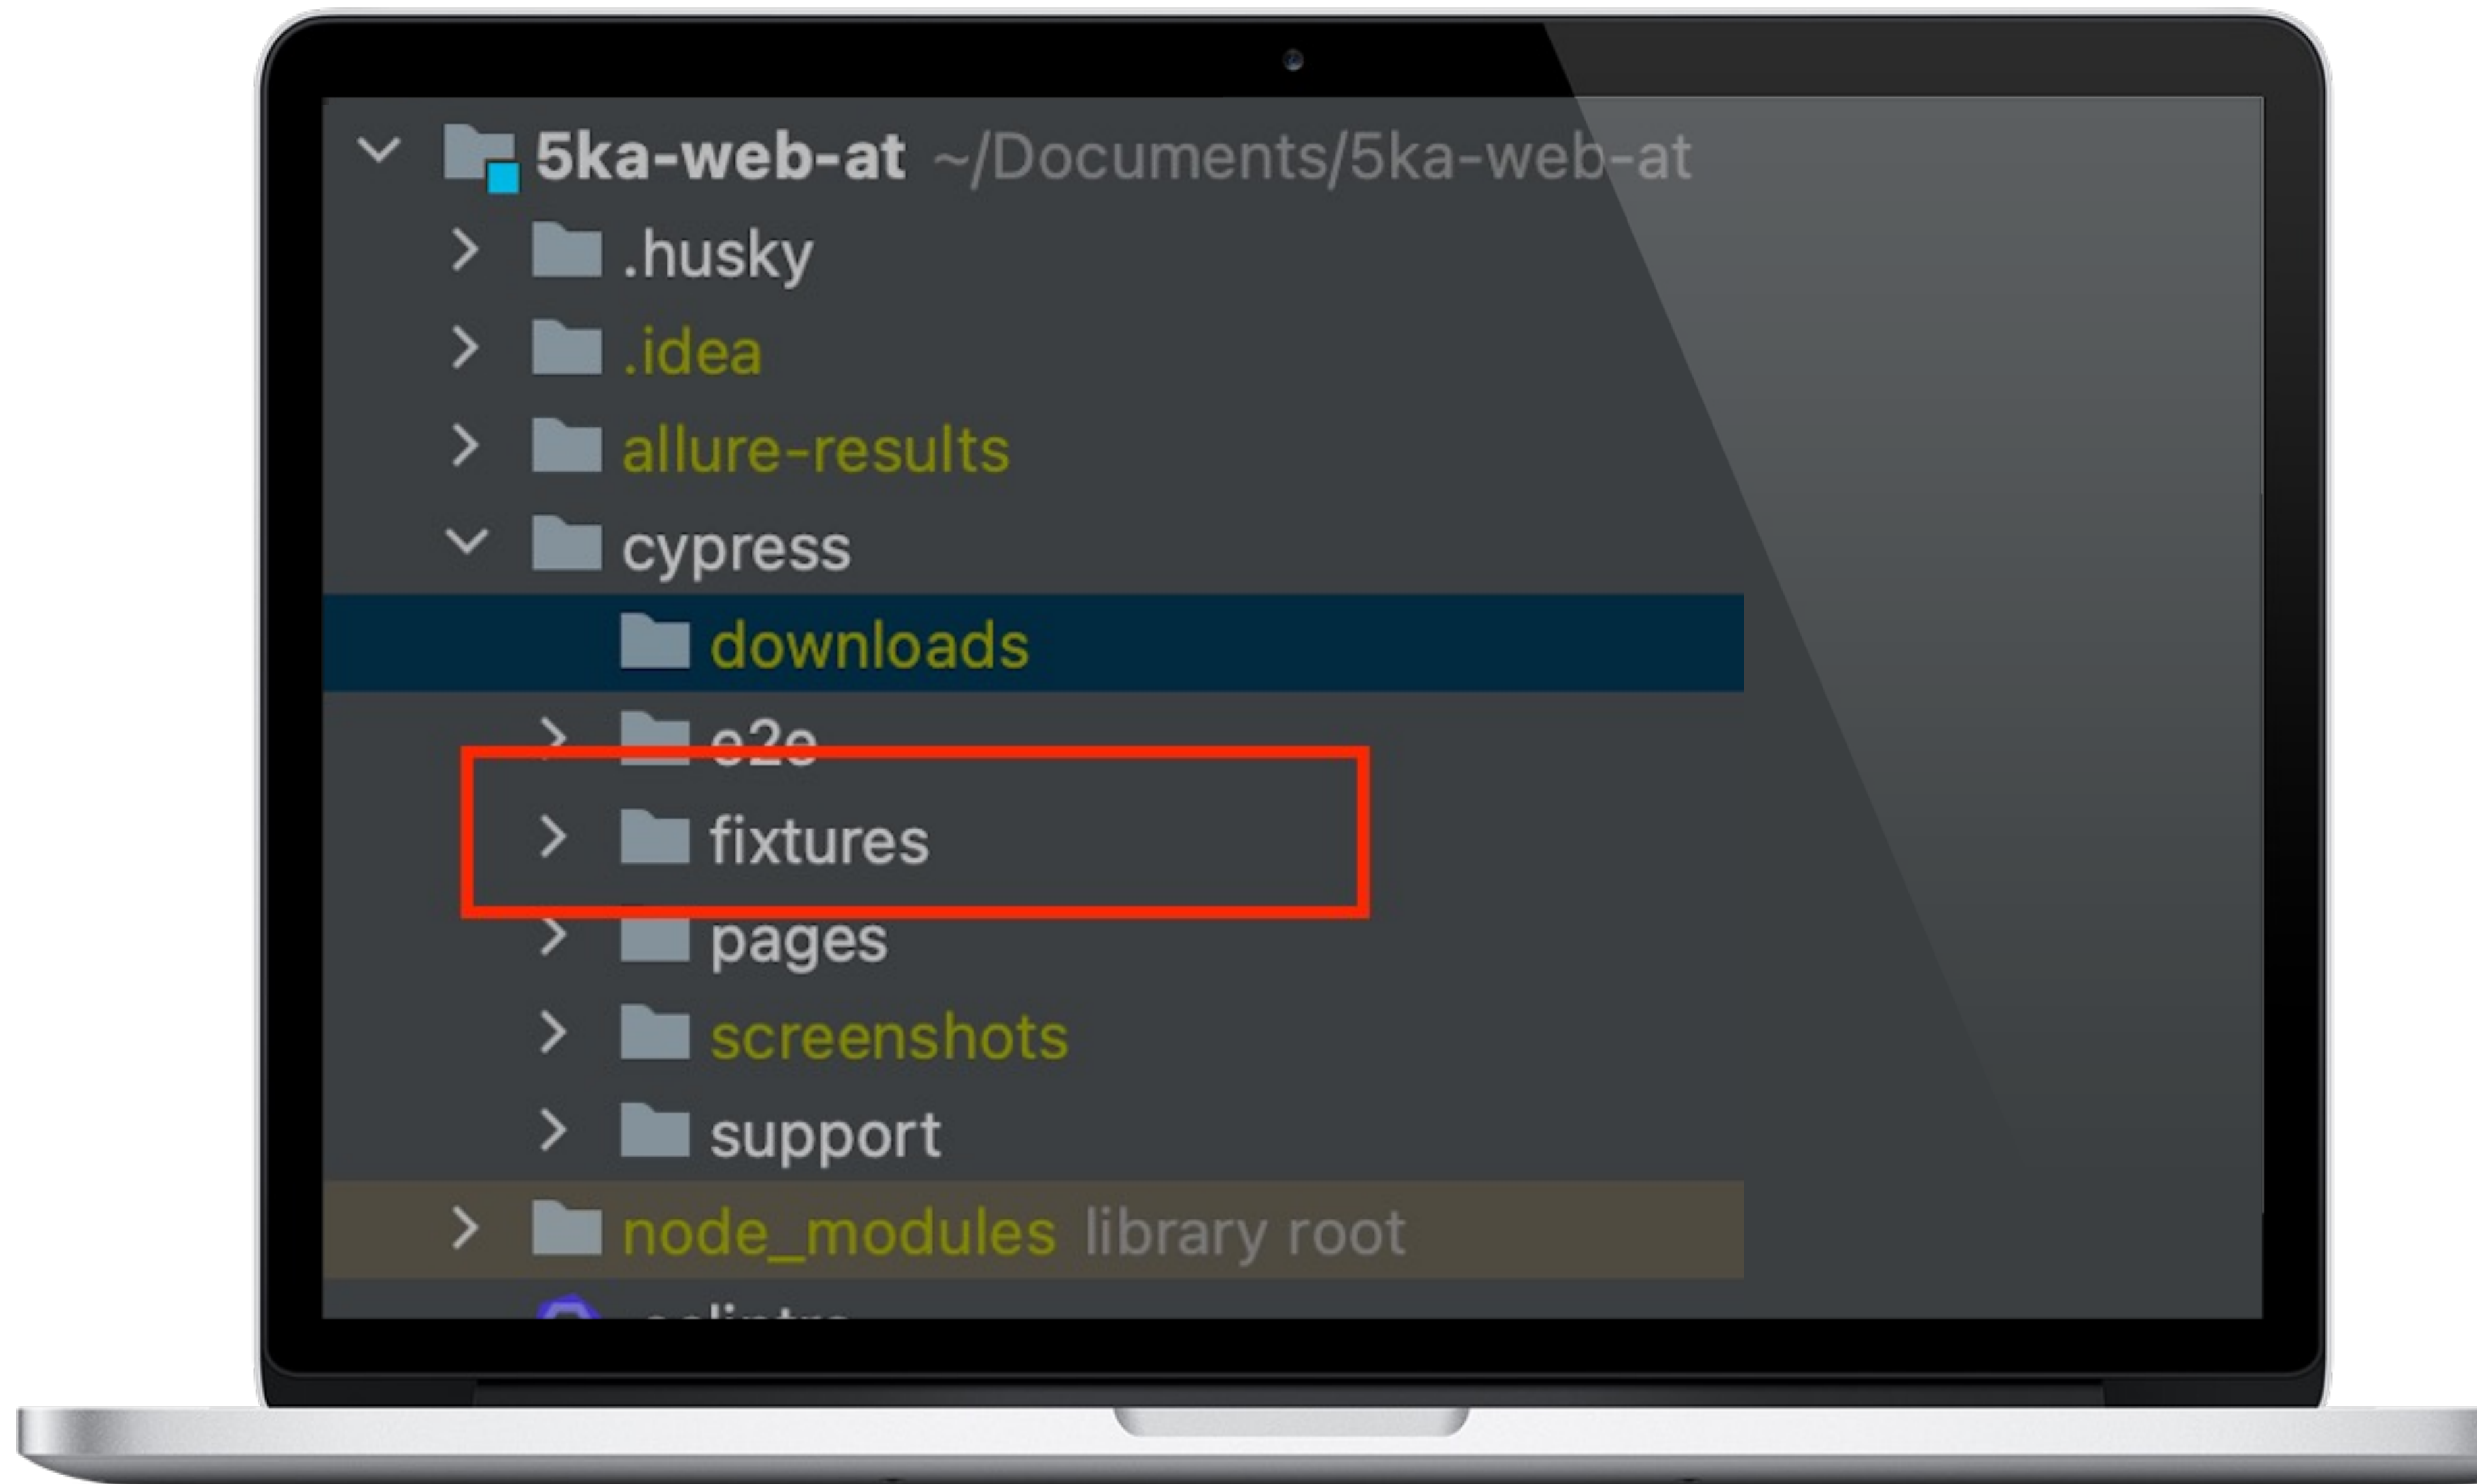 5ka-web-at ~/Documents/5ka-web-at
.husky
.idea
allure-results
cypress
downloads
e2e
fixtures
pages
screenshots
support
node_modules library root